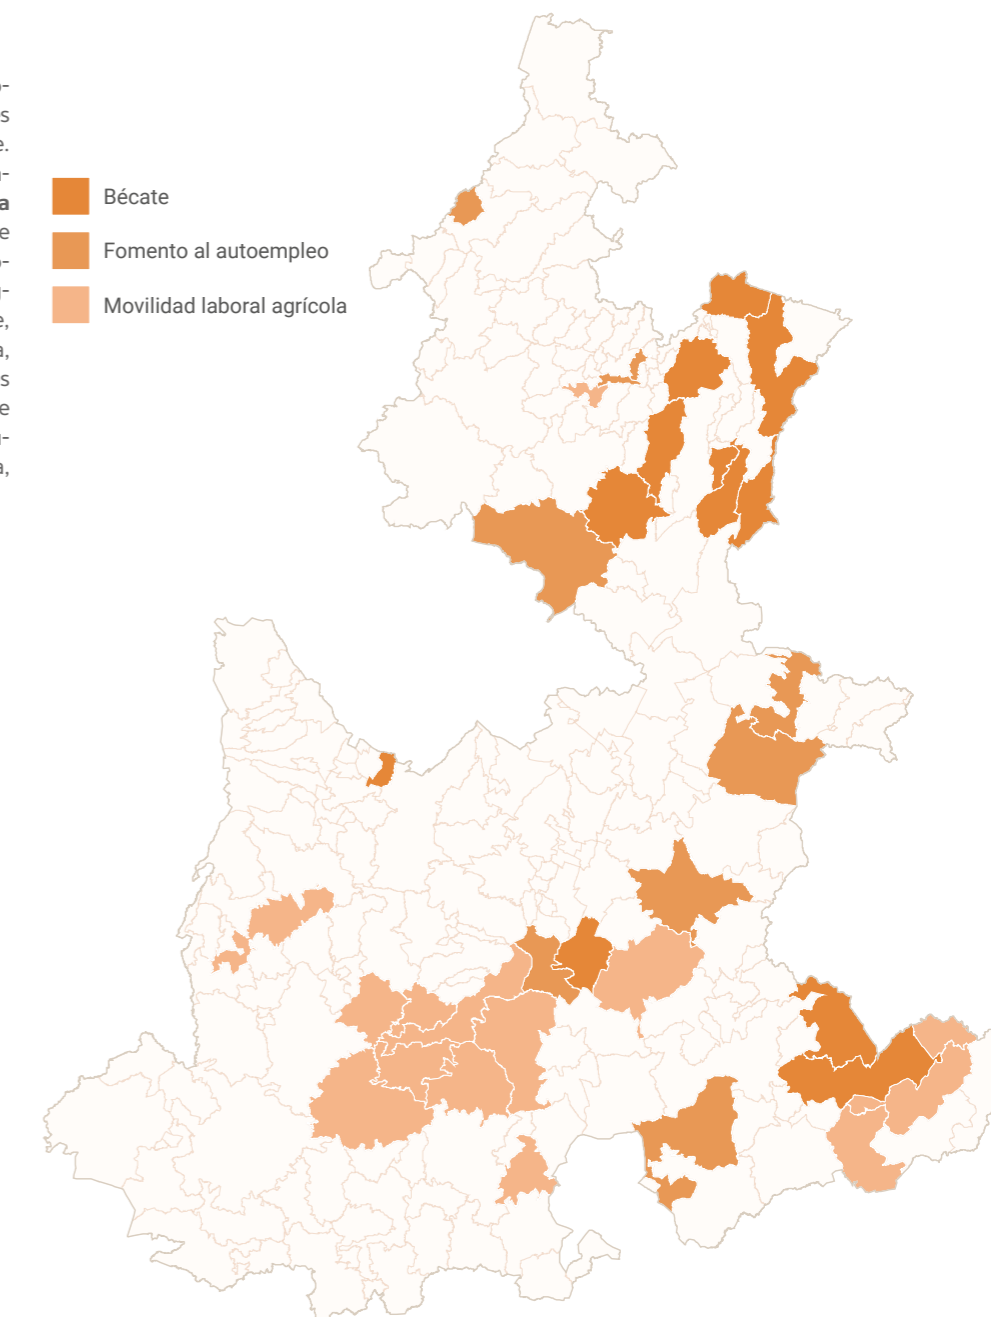 o-
s
e.
n-
a
e
o-
g-
e,
a,
s
e
u-
a,
Bécate
Fomento al autoempleo
Movilidad laboral agrícola